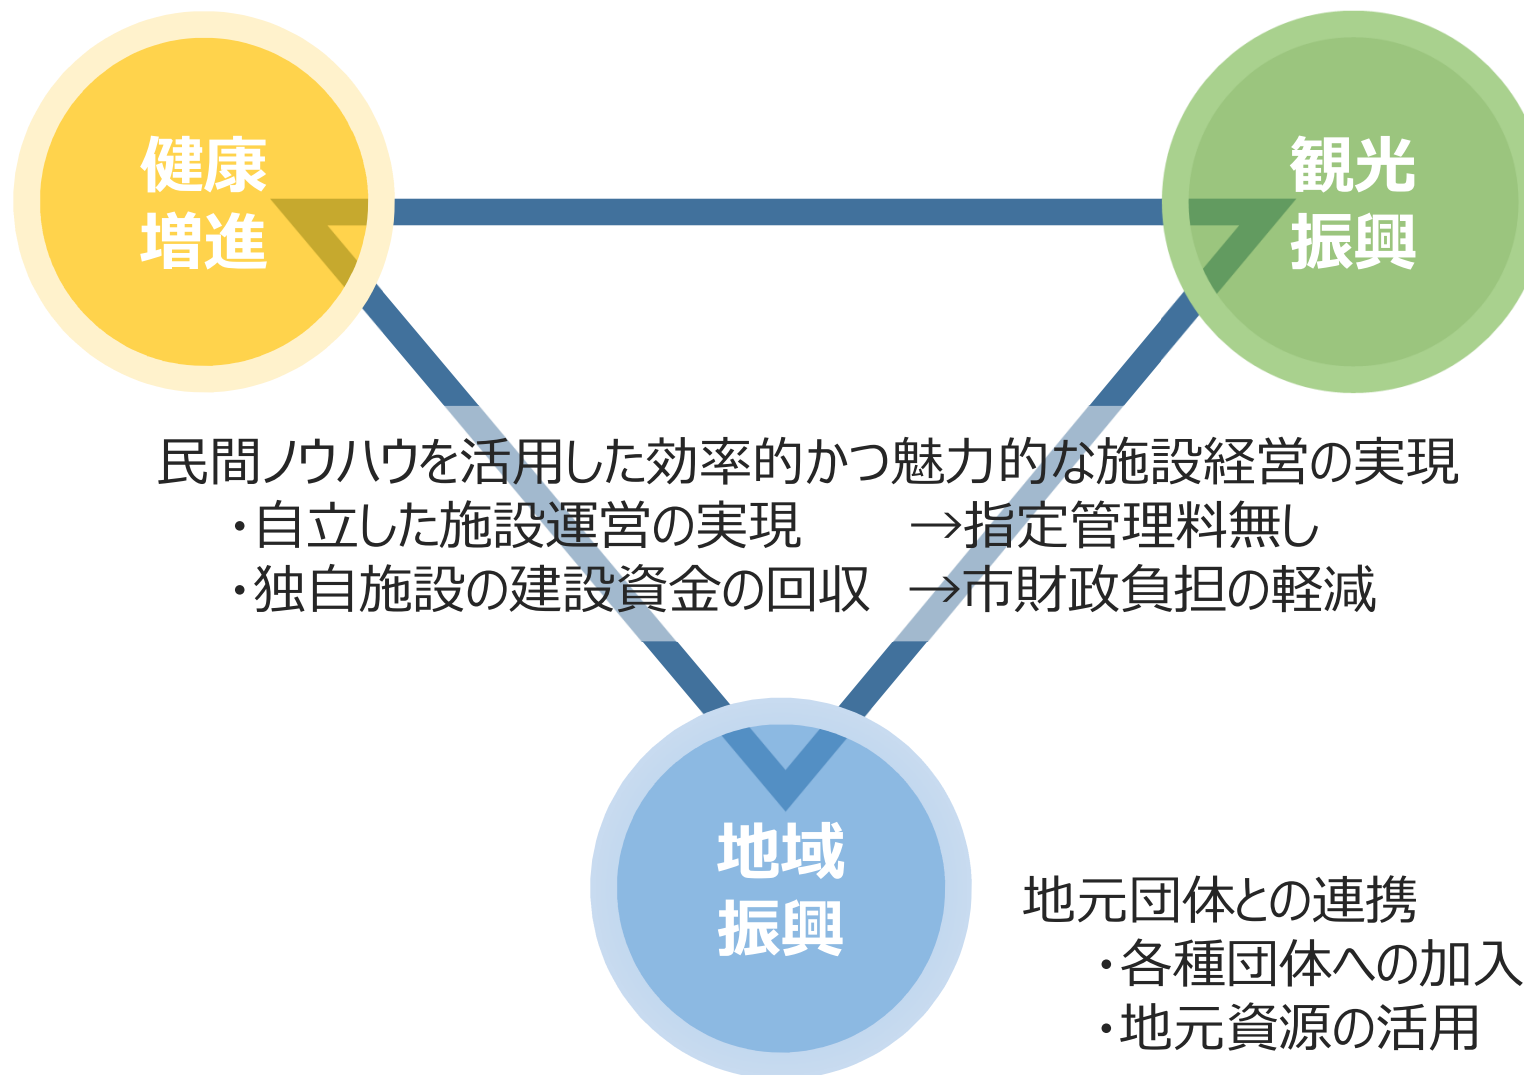 健康
増進
観光
振興
民間ノウハウを活用した効率的かつ魅力的な施設経営の実現
・自立した施設運営の実現　→指定管理料無し
・独自施設の建設資金の回収　→市財政負担の軽減
地域
振興
地元団体との連携
・各種団体への加入
・地元資源の活用